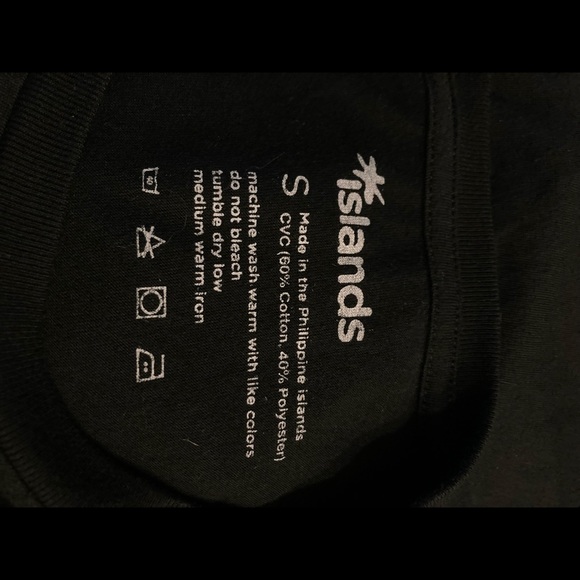 islands
S
Made in the Philippine islands
CVC (60% Cotton, 40% Polyester)
machine wash warm with like colors
do not bleach
tumble dry low
medium warm iron